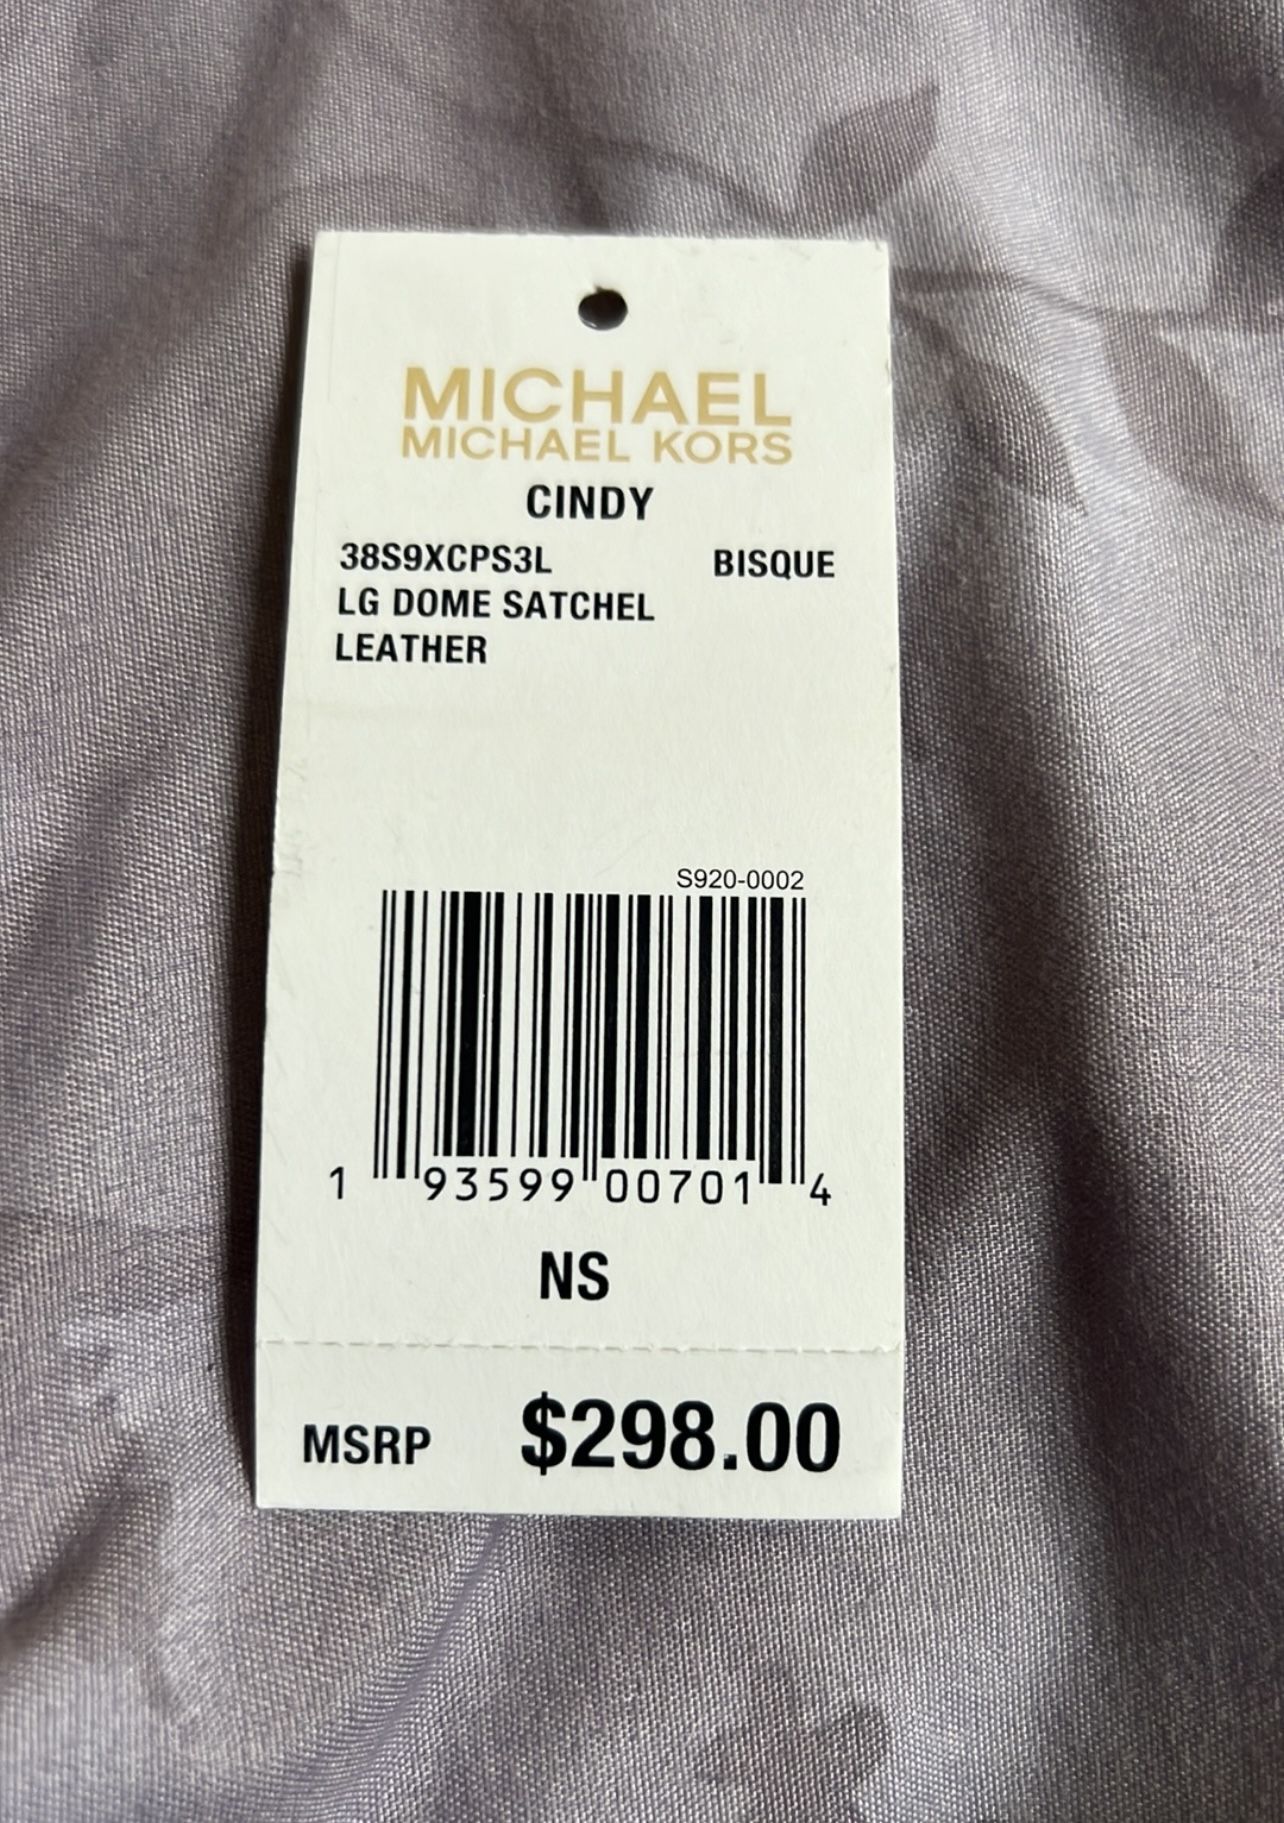 MICHAEL
MICHAEL KORS
CINDY
38S9XCPS3L BISQUE
LG DOME SATCHEL
LEATHER
S920-0002
1 93599 00701 4
NS
MSRP $298.00